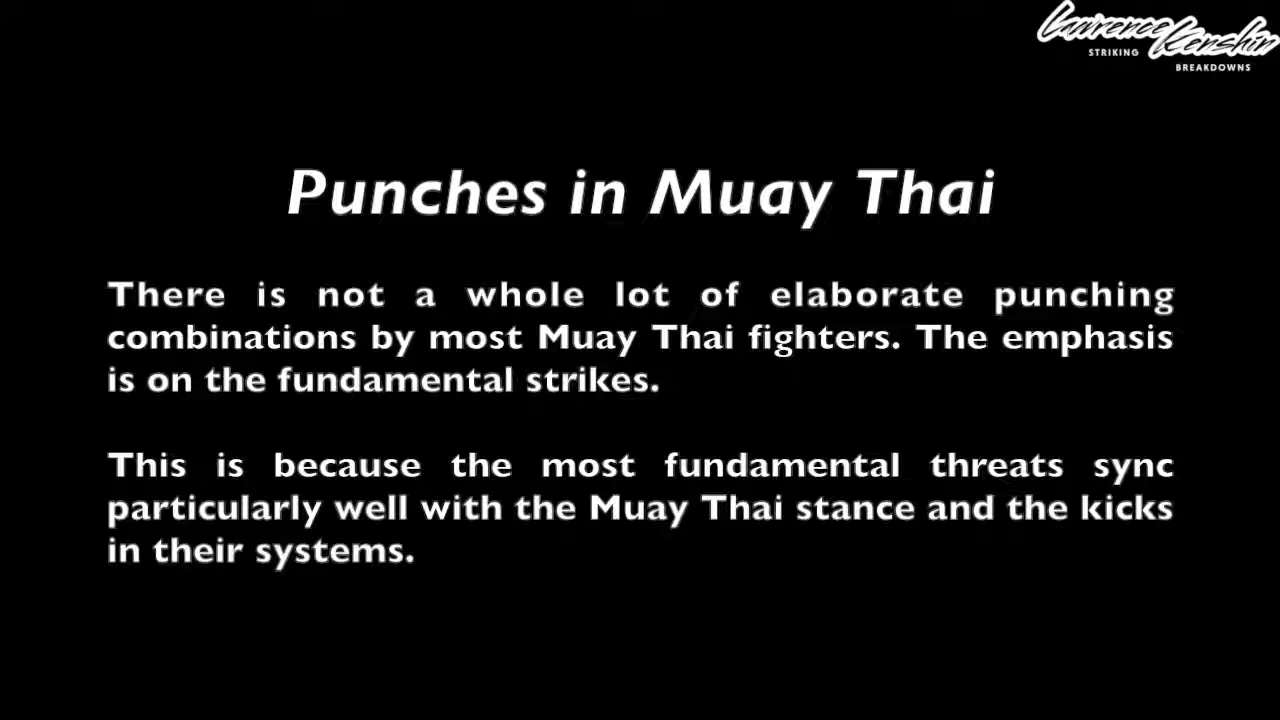 Lawrence Kenshin
STRIKING
BREAKDOWNS
Punches in Muay Thai
There is not a whole lot of elaborate punching
combinations by most Muay Thai fighters. The emphasis
is on the fundamental strikes.
This is because the most fundamental threats sync
particularly well with the Muay Thai stance and the kicks
in their systems.